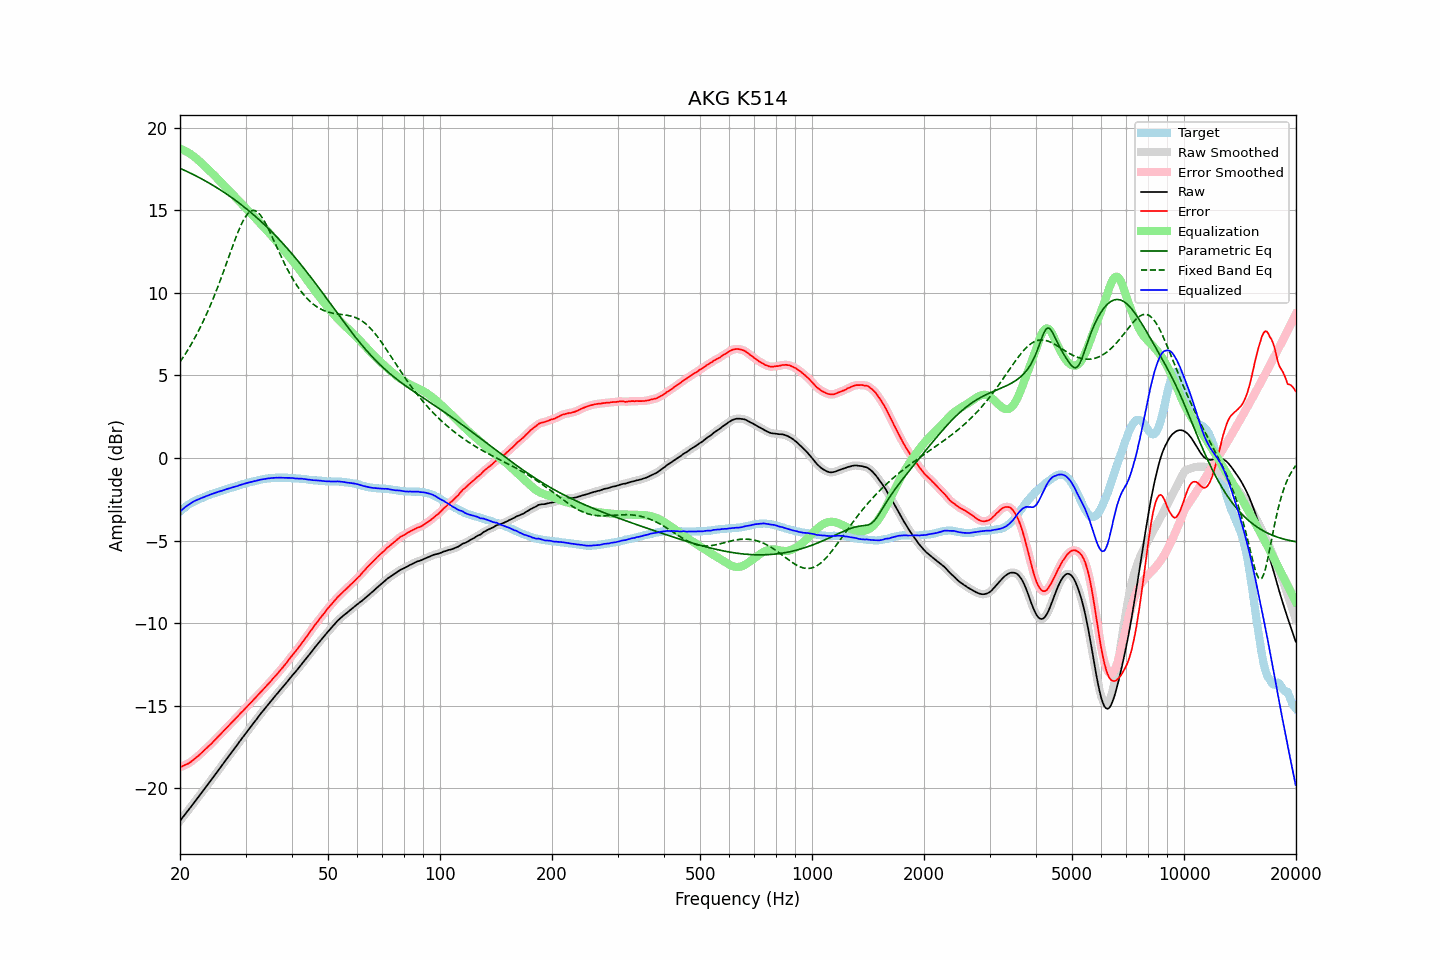 AKG K514
Amplitude (dBr)
20
15
10
5
0
−5
−10
−15
−20
Target
Raw Smoothed
Error Smoothed
Raw
Error
Equalization
Parametric Eq
Fixed Band Eq
Equalized
20 50 100 200 500 1000 2000 5000 10000 20000
Frequency (Hz)